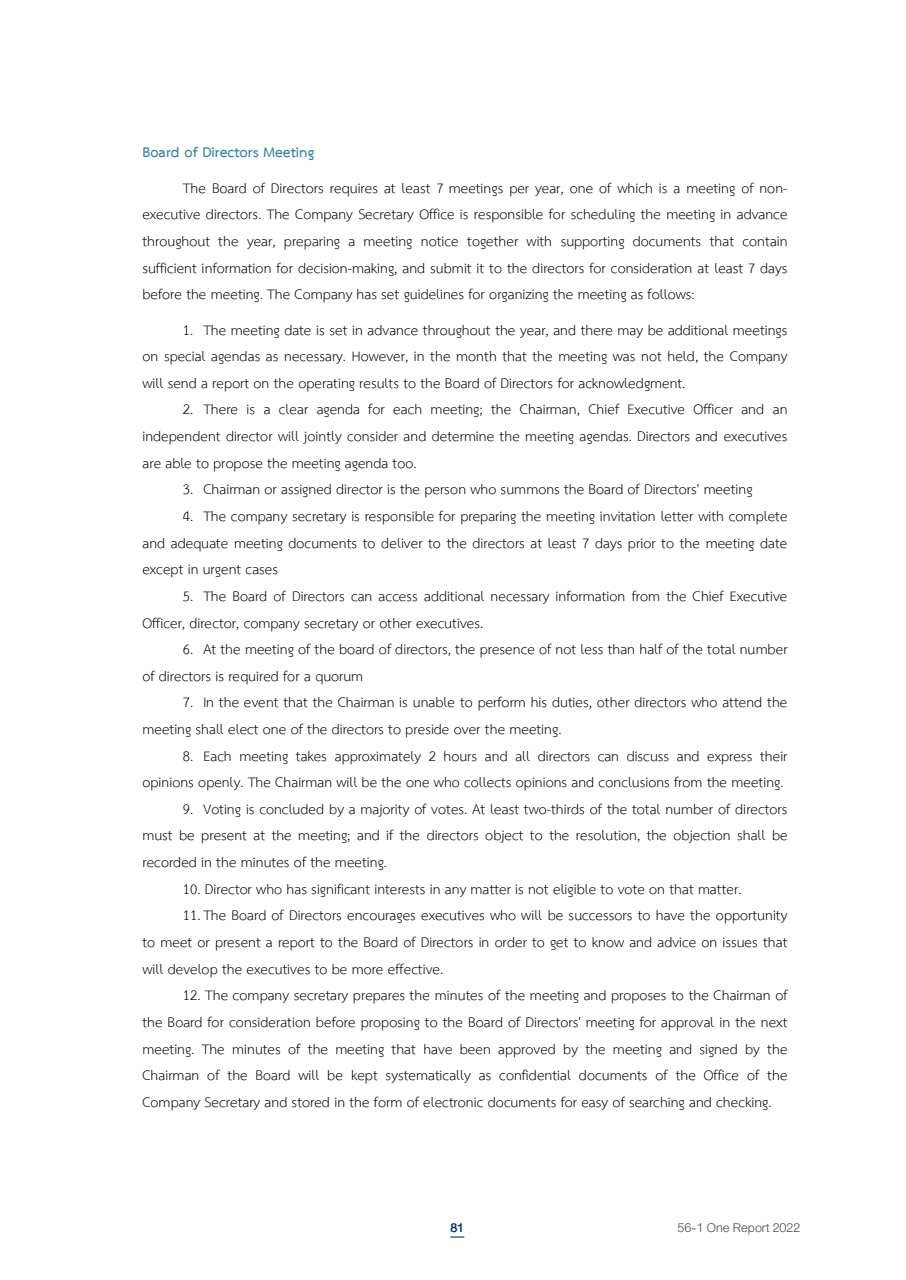 Board of Directors Meeting
The Board of Directors requires at least 7 meetings per year, one of which is a meeting of non-
executive directors. The Company Secretary Office is responsible for scheduling the meeting in advance
throughout the year, preparing a meeting notice together with supporting documents that contain
sufficient information for decision-making, and submit it to the directors for consideration at least 7 days
before the meeting. The Company has set guidelines for organizing the meeting as follows:
1. The meeting date is set in advance throughout the year, and there may be additional meetings
on special agendas as necessary. However, in the month that the meeting was not held, the Company
will send a report on the operating results to the Board of Directors for acknowledgment.
2. There is a clear agenda for each meeting; the Chairman, Chief Executive Officer and an
independent director will jointly consider and determine the meeting agendas. Directors and executives
are able to propose the meeting agenda too.
3. Chairman or assigned director is the person who summons the Board of Directors' meeting
4. The company secretary is responsible for preparing the meeting invitation letter with complete
and adequate meeting documents to deliver to the directors at least 7 days prior to the meeting date
except in urgent cases
5. The Board of Directors can access additional necessary information from the Chief Executive
Officer, director, company secretary or other executives.
6. At the meeting of the board of directors, the presence of not less than half of the total number
of directors is required for a quorum
7. In the event that the Chairman is unable to perform his duties, other directors who attend the
meeting shall elect one of the directors to preside over the meeting.
8. Each meeting takes approximately 2 hours and all directors can discuss and express their
opinions openly. The Chairman will be the one who collects opinions and conclusions from the meeting.
9. Voting is concluded by a majority of votes. At least two-thirds of the total number of directors
must be present at the meeting; and if the directors object to the resolution, the objection shall be
recorded in the minutes of the meeting.
10. Director who has significant interests in any matter is not eligible to vote on that matter.
11. The Board of Directors encourages executives who will be successors to have the opportunity
to meet or present a report to the Board of Directors in order to get to know and advice on issues that
will develop the executives to be more effective.
12. The company secretary prepares the minutes of the meeting and proposes to the Chairman of
the Board for consideration before proposing to the Board of Directors' meeting for approval in the next
meeting. The minutes of the meeting that have been approved by the meeting and signed by the
Chairman of the Board will be kept systematically as confidential documents of the Office of the
Company Secretary and stored in the form of electronic documents for easy of searching and checking.
81
56-1 One Report 2022